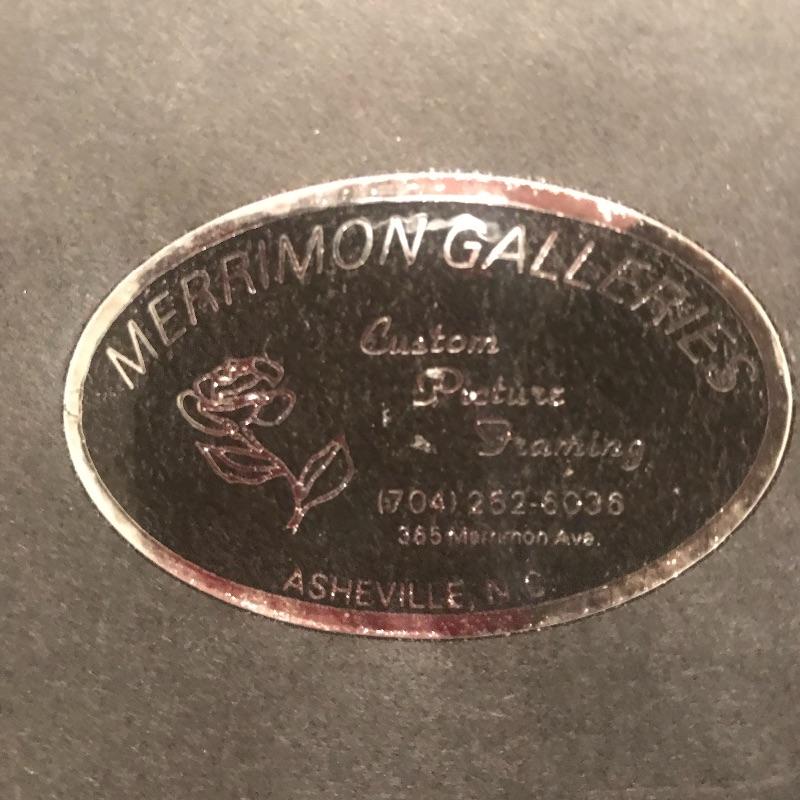 MERRIMON GALLERIES
Custom
Picture
Framing
(704) 252-6036
365 Merrimon Ave.
ASHEVILLE, N.C.